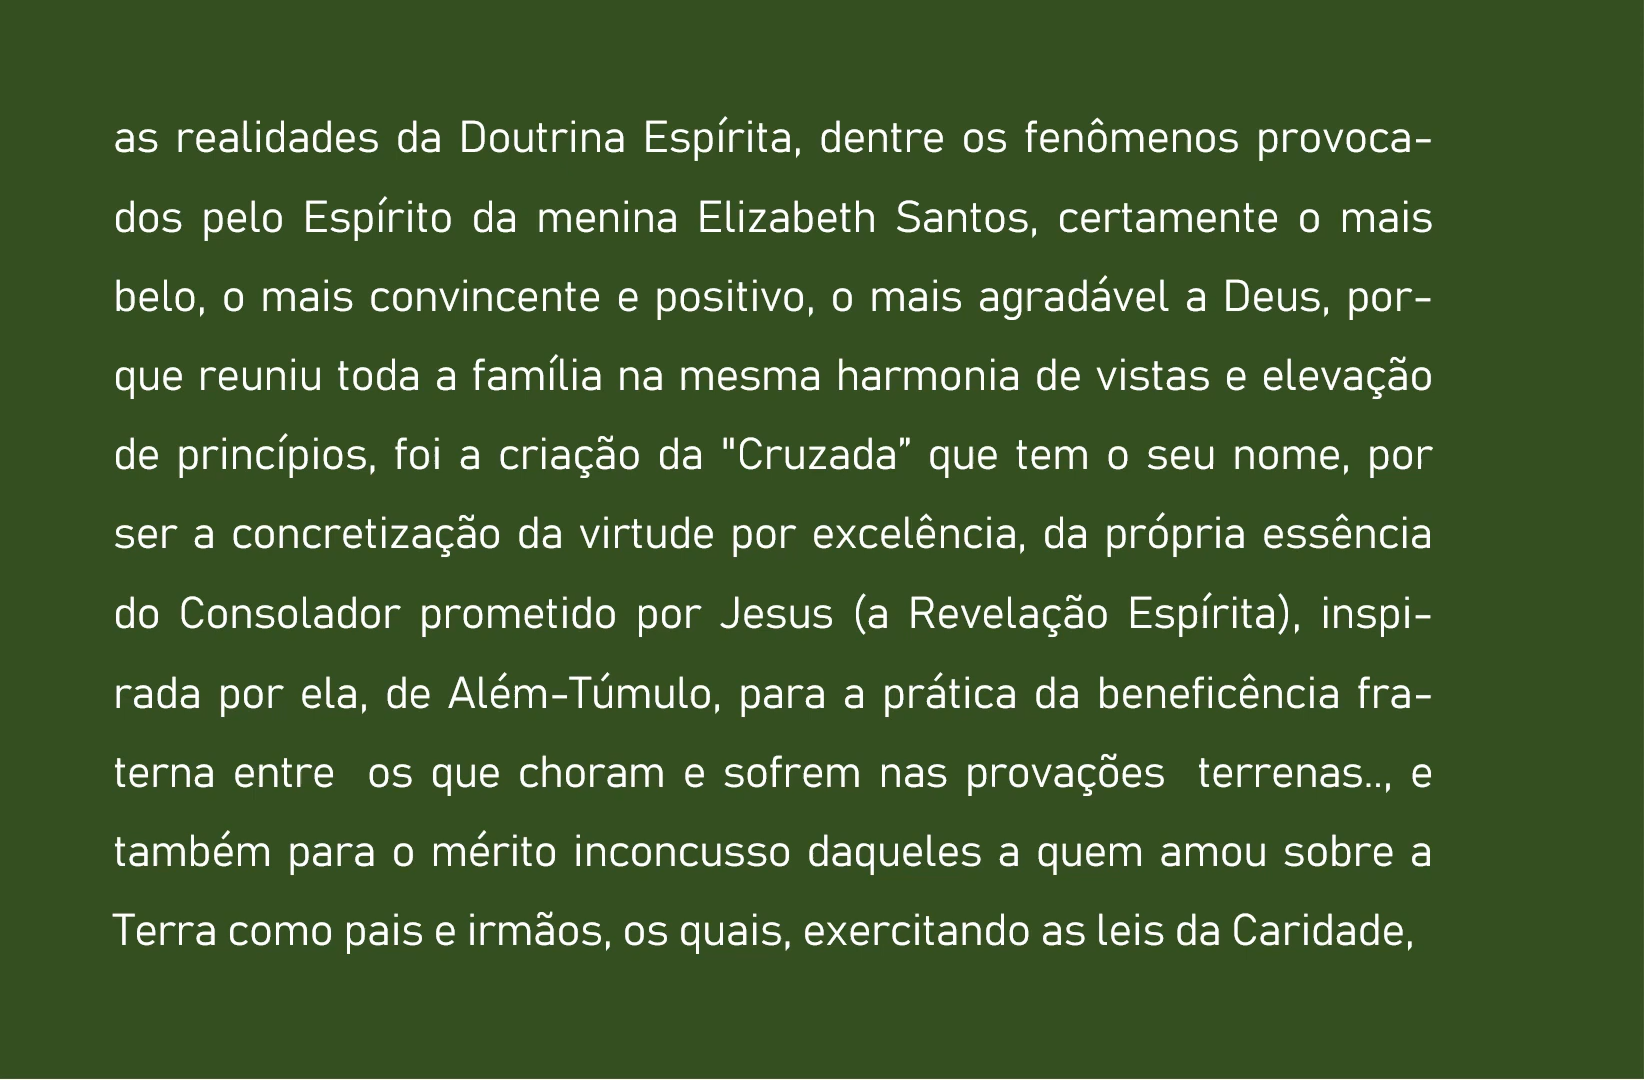 as realidades da Doutrina Espírita, dentre os fenômenos provoca-
dos pelo Espírito da menina Elizabeth Santos, certamente o mais
belo, o mais convincente e positivo, o mais agradável a Deus, por-
que reuniu toda a família na mesma harmonia de vistas e elevação
de princípios, foi a criação da "Cruzada” que tem o seu nome, por
ser a concretização da virtude por excelência, da própria essência
do Consolador prometido por Jesus (a Revelação Espírita), inspi-
rada por ela, de Além-Túmulo, para a prática da beneficência fra-
terna entre  os que choram e sofrem nas provações  terrenas.., e
também para o mérito inconcusso daqueles a quem amou sobre a
Terra como pais e irmãos, os quais, exercitando as leis da Caridade,